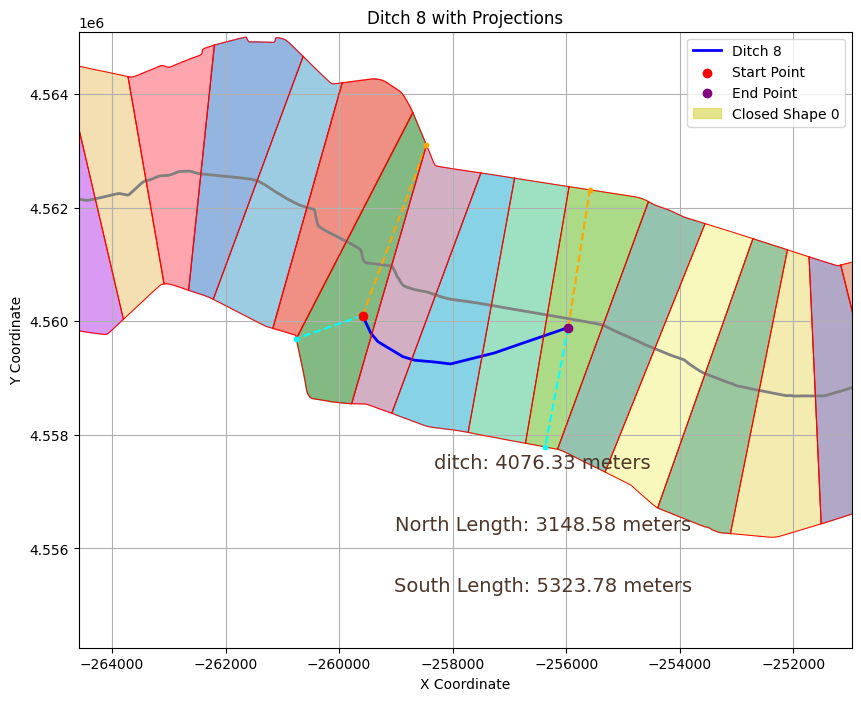 Ditch 8 with Projections
1e6
Ditch 8
Start Point
End Point
Closed Shape 0
4.564
4.562
4.560
4.558
4.556
Y Coordinate
ditch: 4076.33 meters
North Length: 3148.58 meters
South Length: 5323.78 meters
−264000 −262000 −260000 −258000 −256000 −254000 −252000
X Coordinate